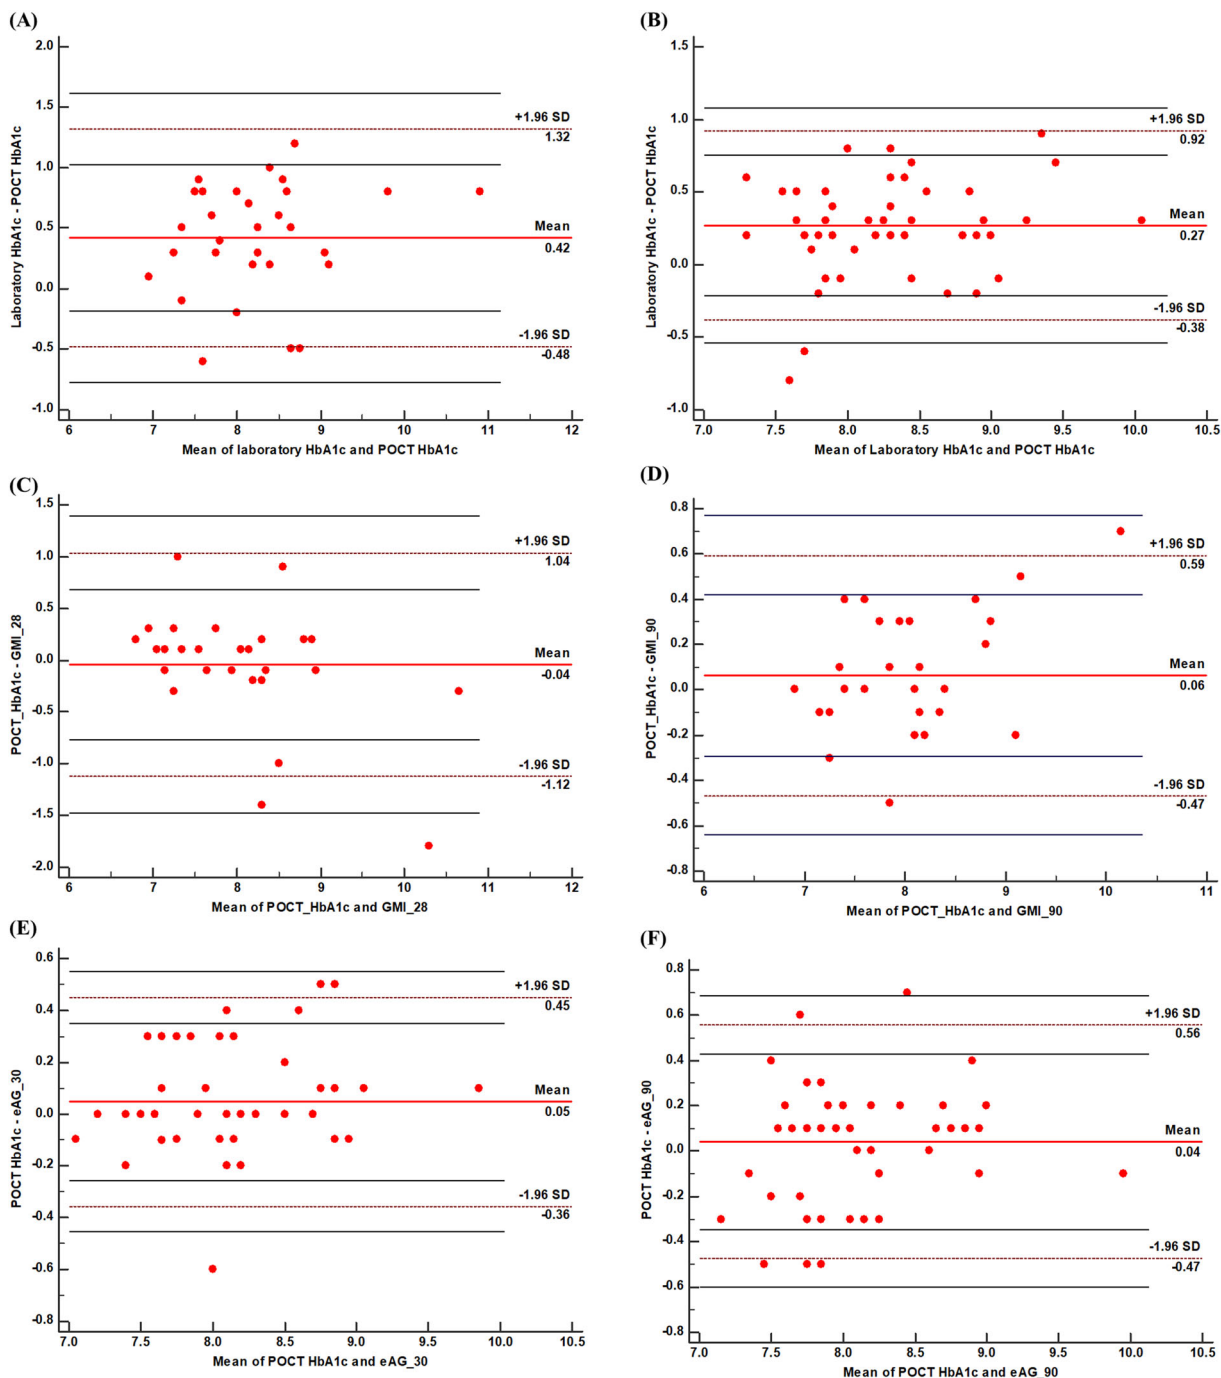 (A)
2.0
1.5
1.0
0.5
0.0
-0.5
-1.0
Laboratory HbA1c - POCT HbA1c
+1.96 SD
1.32
Mean
0.42
-1.96 SD
-0.48
6 7 8 9 10 11 12
Mean of laboratory HbA1c and POCT HbA1c
(B)
1.5
1.0
0.5
0.0
-0.5
-1.0
Laboratory HbA1c - POCT HbA1c
+1.96 SD
0.92
Mean
0.27
-1.96 SD
-0.38
7.0 7.5 8.0 8.5 9.0 9.5 10.0 10.5
Mean of Laboratory HbA1c and POCT HbA1c
(C)
1.5
1.0
0.5
0.0
-0.5
-1.0
-1.5
-2.0
POCT_HbA1c - GMI_28
+1.96 SD
1.04
Mean
-0.04
-1.96 SD
-1.12
6 7 8 9 10 11 12
Mean of POCT_HbA1c and GMI_28
(D)
0.8
0.6
0.4
0.2
0.0
-0.2
-0.4
-0.6
-0.8
POCT_HbA1c - GMI_90
+1.96 SD
0.59
Mean
0.06
-1.96 SD
-0.47
6 7 8 9 10 11
Mean of POCT_HbA1c and GMI_90
(E)
0.6
0.4
0.2
0.0
-0.2
-0.4
-0.6
-0.8
POCT HbA1c - eAG_30
+1.96 SD
0.45
Mean
0.05
-1.96 SD
-0.36
7.0 7.5 8.0 8.5 9.0 9.5 10.0 10.5
Mean of POCT HbA1c and eAG_30
(F)
0.8
0.6
0.4
0.2
0.0
-0.2
-0.4
-0.6
-0.8
POCT HbA1c - eAG_90
+1.96 SD
0.56
Mean
0.04
-1.96 SD
-0.47
7.0 7.5 8.0 8.5 9.0 9.5 10.0 10.5
Mean of POCT HbA1c and eAG_90